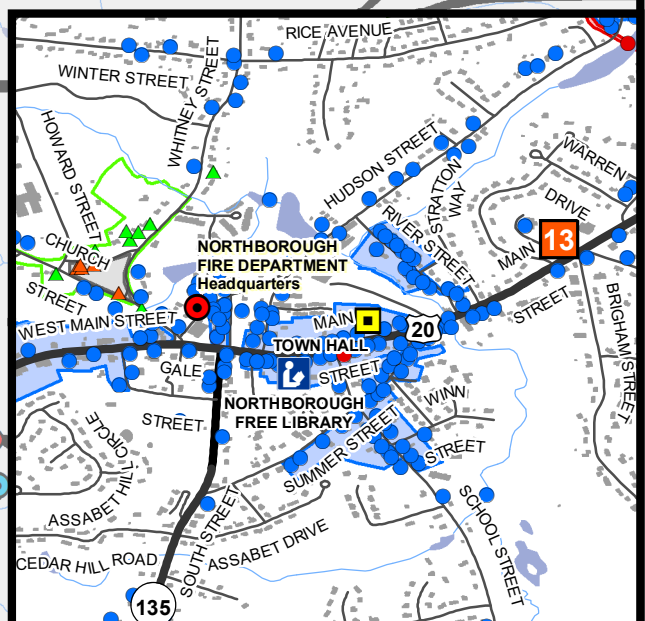 RICE AVENUE
WINTER STREET
WHITNEY STREET
HOWARD STREET
HUDSON STREET
STRATTON
WAY
WARREN
DRIVE
RIVER STREET
CHURCH
STREET
NORTHBOROUGH
FIRE DEPARTMENT
Headquarters
MAIN
STREET
13
BRIGHAM STREET
WEST MAIN STREET
MAIN
STREET
20
TOWN HALL
GALE
STREET
NORTHBOROUGH
FREE LIBRARY
WINN
STREET
SUMMER STREET
ASSABET HILL
CIRCLE
SOUTH STREET
ASSABET DRIVE
SCHOOL STREET
CEDAR HILL ROAD
135